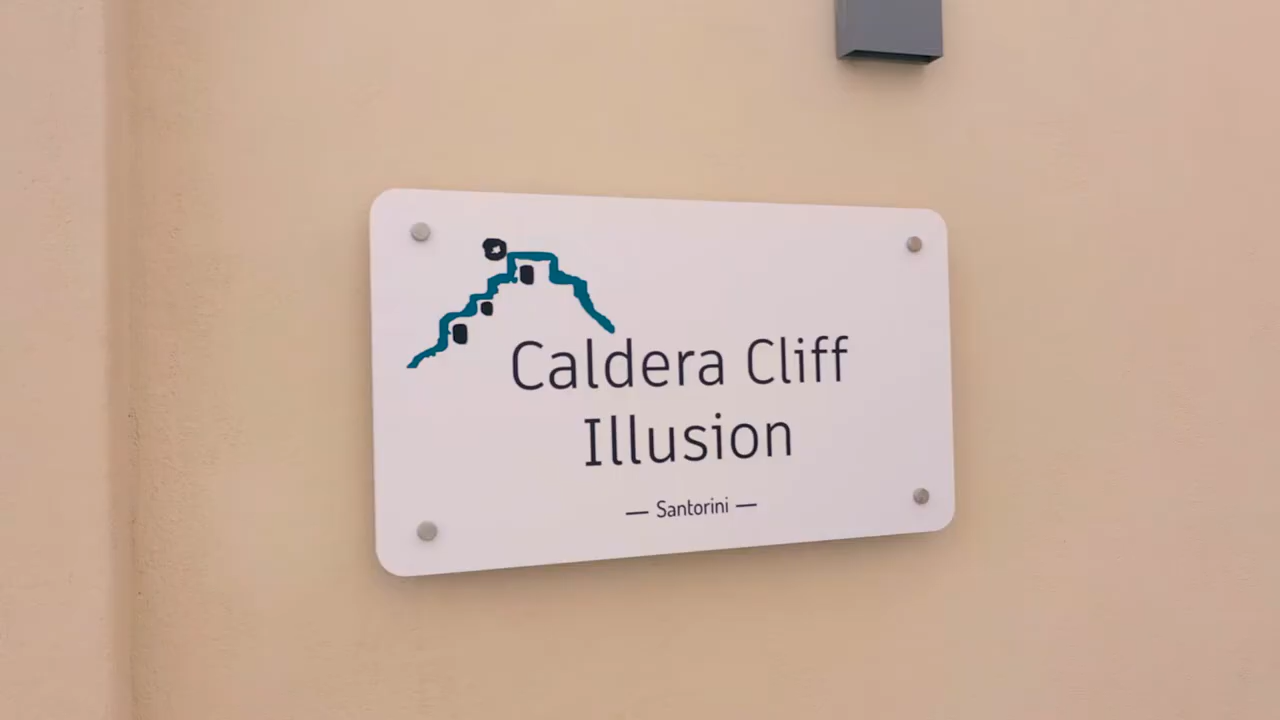 Caldera Cliff
Illusion
— Santorini —